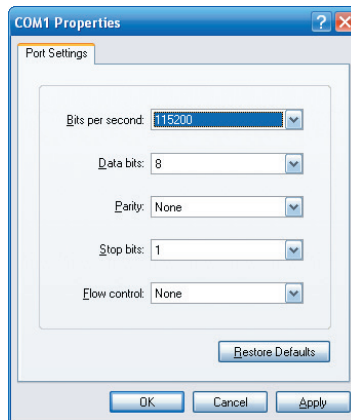 COM1 Properties
Port Settings
Bits per second: 115200
Data bits: 8
Parity: None
Stop bits: 1
Flow control: None
Restore Defaults
OK Cancel Apply